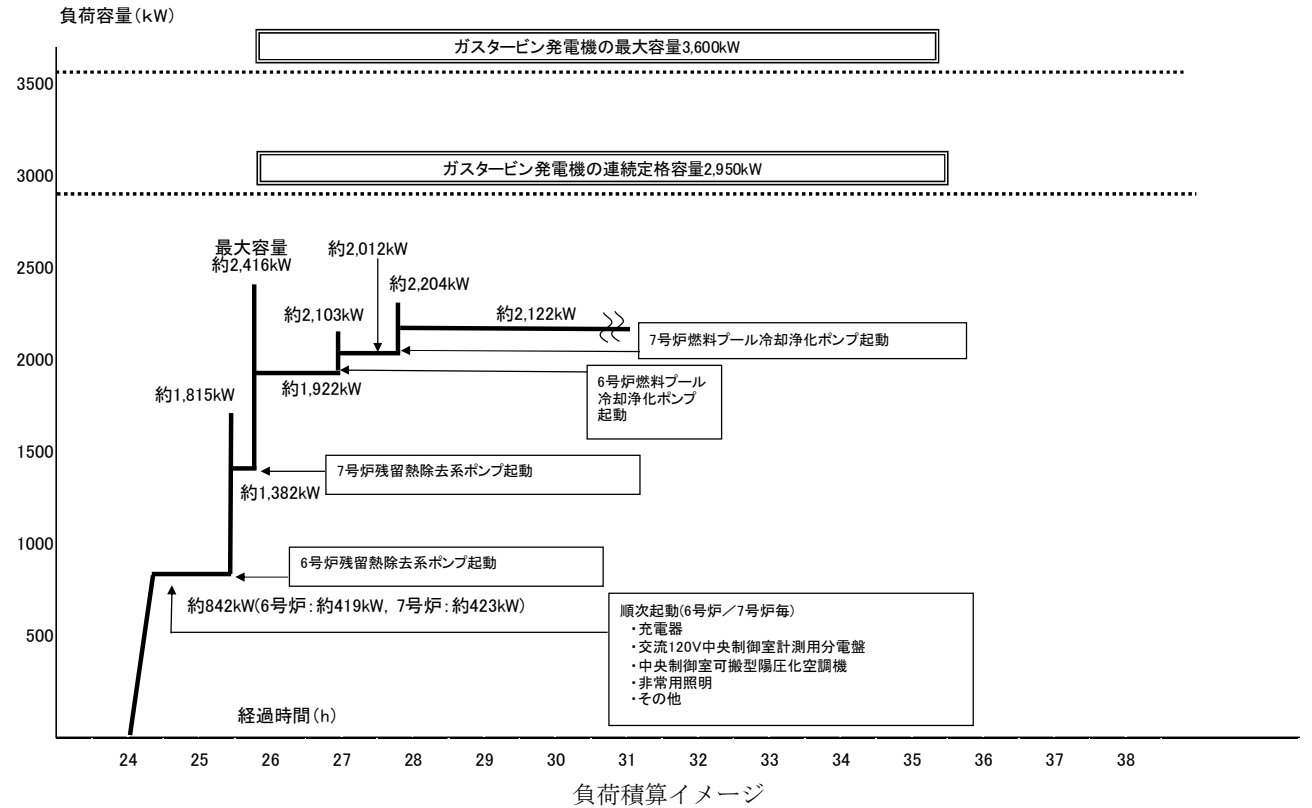 負荷容量(kW)
ガスタービン発電機の最大容量3,600kW
3500
ガスタービン発電機の連続定格容量2,950kW
3000
最大容量
約2,416kW
約2,012kW
2500
約2,204kW
約2,103kW
約2,122kW
7号炉燃料プール冷却浄化ポンプ起動
2000
約1,922kW
6号炉燃料プール
冷却浄化ポンプ
起動
約1,815kW
1500
7号炉残留熱除去系ポンプ起動
約1,382kW
1000
6号炉残留熱除去系ポンプ起動
約842kW(6号炉:約419kW, 7号炉:約423kW)
順次起動(6号炉/7号炉毎)
・充電器
・交流120V中央制御室計測用分電盤
・中央制御室可搬型陽圧化空調機
・非常用照明
・その他
500
経過時間(h)
24 25 26 27 28 29 30 31 32 33 34 35 36 37 38
負荷積算イメージ